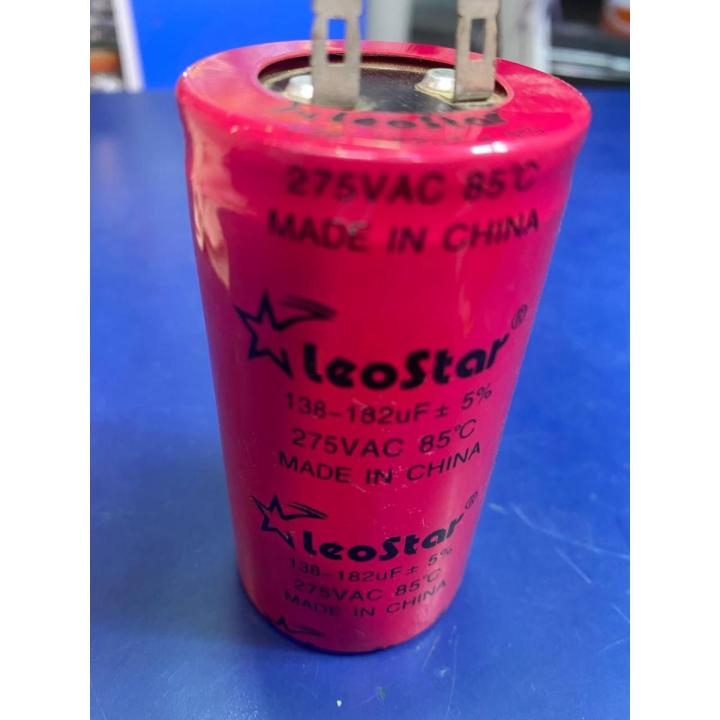 LeoStar
275VAC 85℃
MADE IN CHINA
LeoStar®
138-182uF ± 5%
275VAC 85℃
MADE IN CHINA
LeoStar®
138-182uF ± 5%
275VAC 85℃
MADE IN CHINA